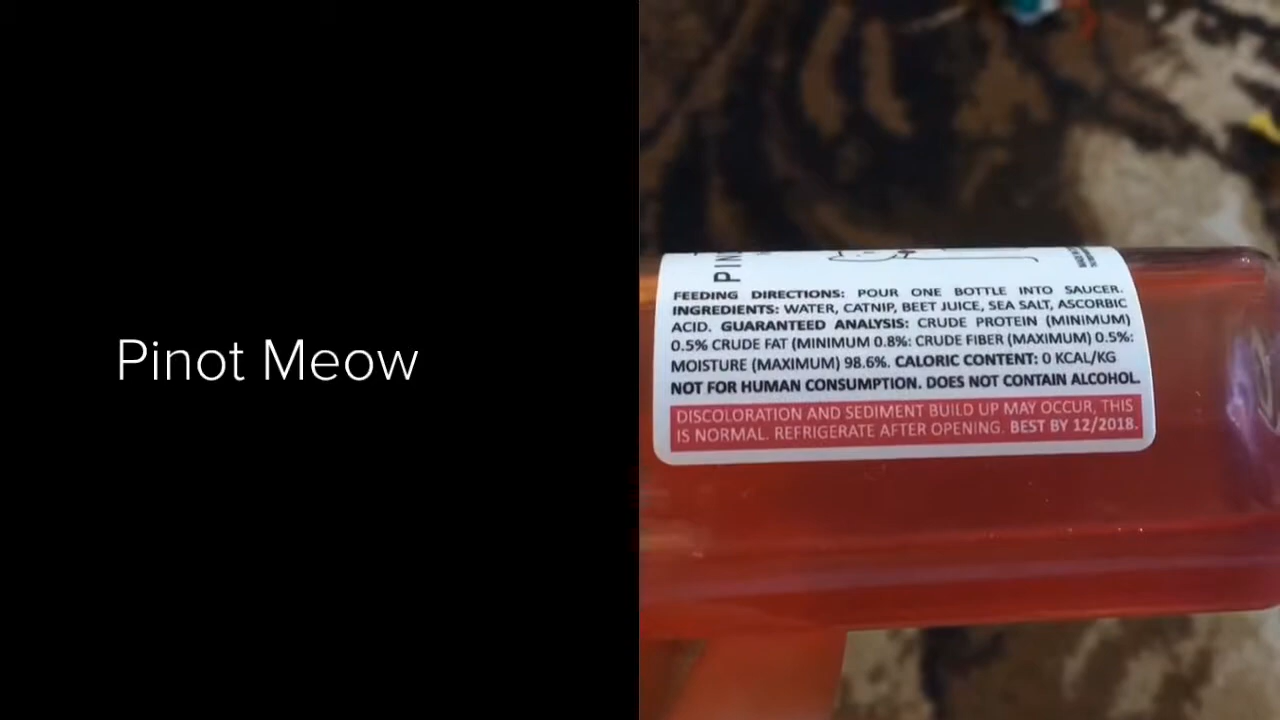 Pinot Meow
PIN
FEEDING DIRECTIONS: POUR ONE BOTTLE INTO SAUCER.
INGREDIENTS: WATER, CATNIP, BEET JUICE, SEA SALT, ASCORBIC
ACID. GUARANTEED ANALYSIS: CRUDE PROTEIN (MINIMUM)
0.5% CRUDE FAT (MINIMUM 0.8%: CRUDE FIBER (MAXIMUM) 0.5%:
MOISTURE (MAXIMUM) 98.6%. CALORIC CONTENT: 0 KCAL/KG
NOT FOR HUMAN CONSUMPTION. DOES NOT CONTAIN ALCOHOL.
DISCOLORATION AND SEDIMENT BUILD UP MAY OCCUR, THIS
IS NORMAL. REFRIGERATE AFTER OPENING. BEST BY 12/2018.